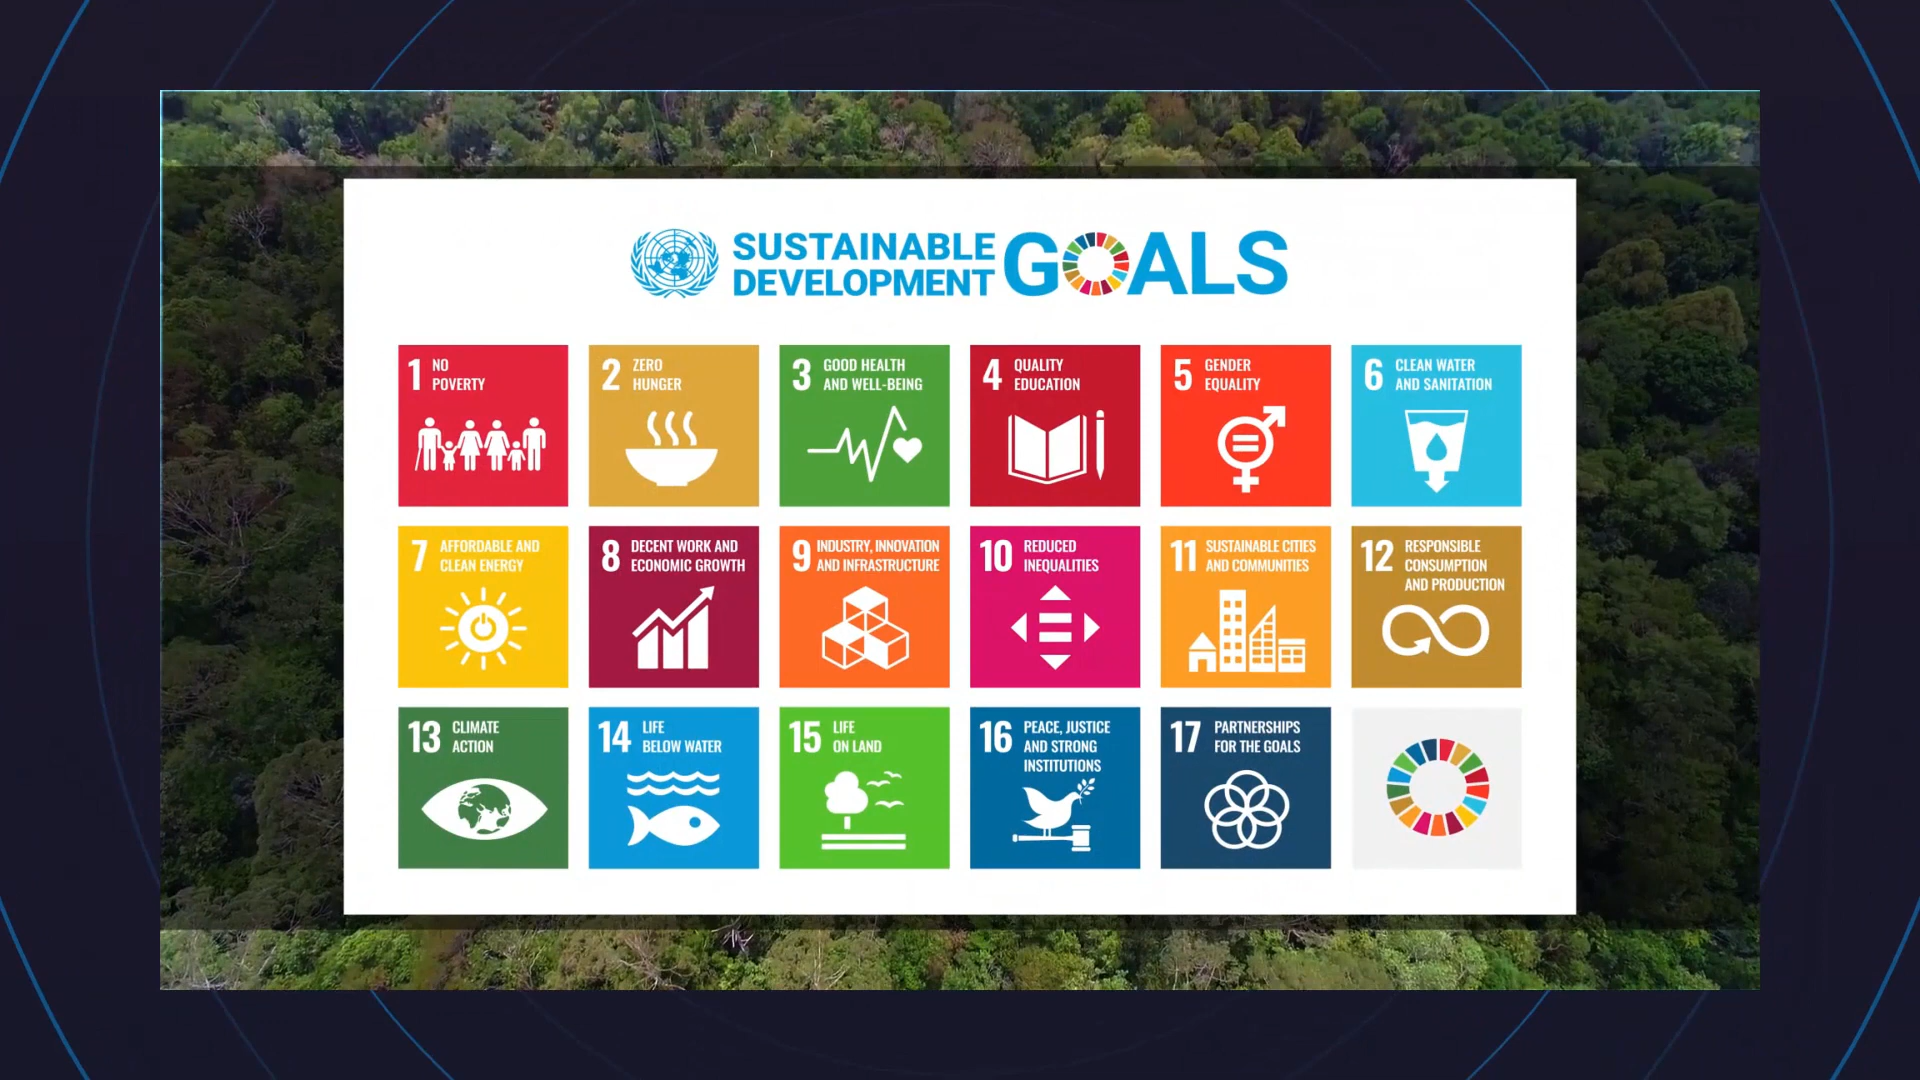 SUSTAINABLE
DEVELOPMENT
GOALS
1 NO
POVERTY
2 ZERO
HUNGER
3 GOOD HEALTH
AND WELL-BEING
4 QUALITY
EDUCATION
5 GENDER
EQUALITY
6 CLEAN WATER
AND SANITATION
7 AFFORDABLE AND
CLEAN ENERGY
8 DECENT WORK AND
ECONOMIC GROWTH
9 INDUSTRY, INNOVATION
AND INFRASTRUCTURE
10 REDUCED
INEQUALITIES
11 SUSTAINABLE CITIES
AND COMMUNITIES
12 RESPONSIBLE
CONSUMPTION
AND PRODUCTION
13 CLIMATE
ACTION
14 LIFE
BELOW WATER
15 LIFE
ON LAND
16 PEACE, JUSTICE
AND STRONG
INSTITUTIONS
17 PARTNERSHIPS
FOR THE GOALS